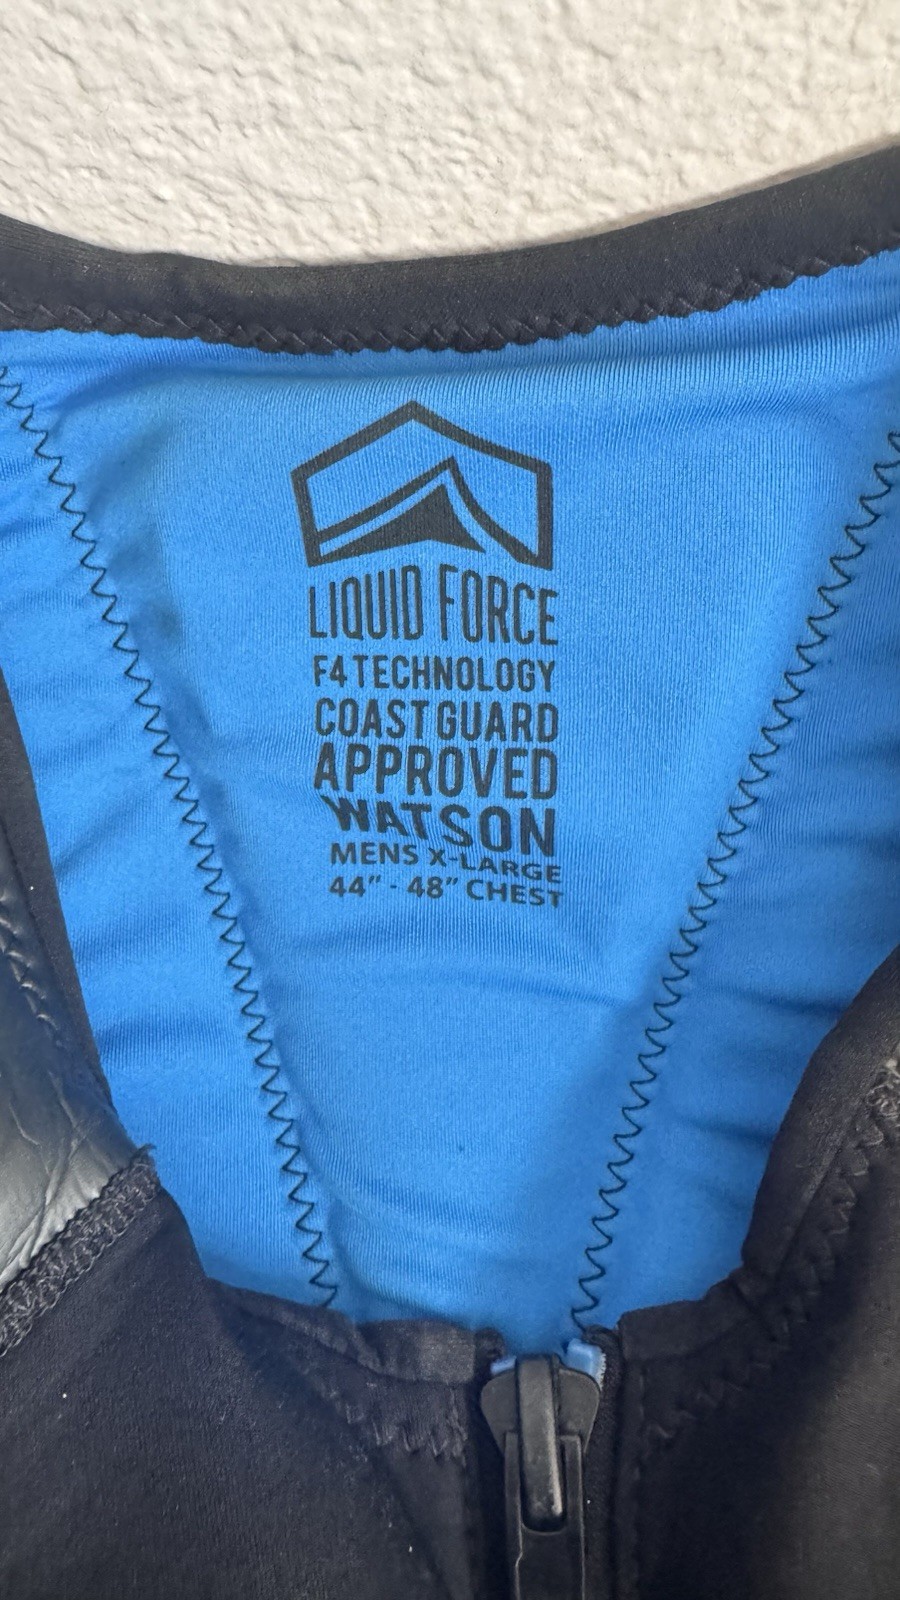 LIQUID FORCE
F4 TECHNOLOGY
COAST GUARD
APPROVED
WATSON
MENS X-LARGE
44" - 48" CHEST